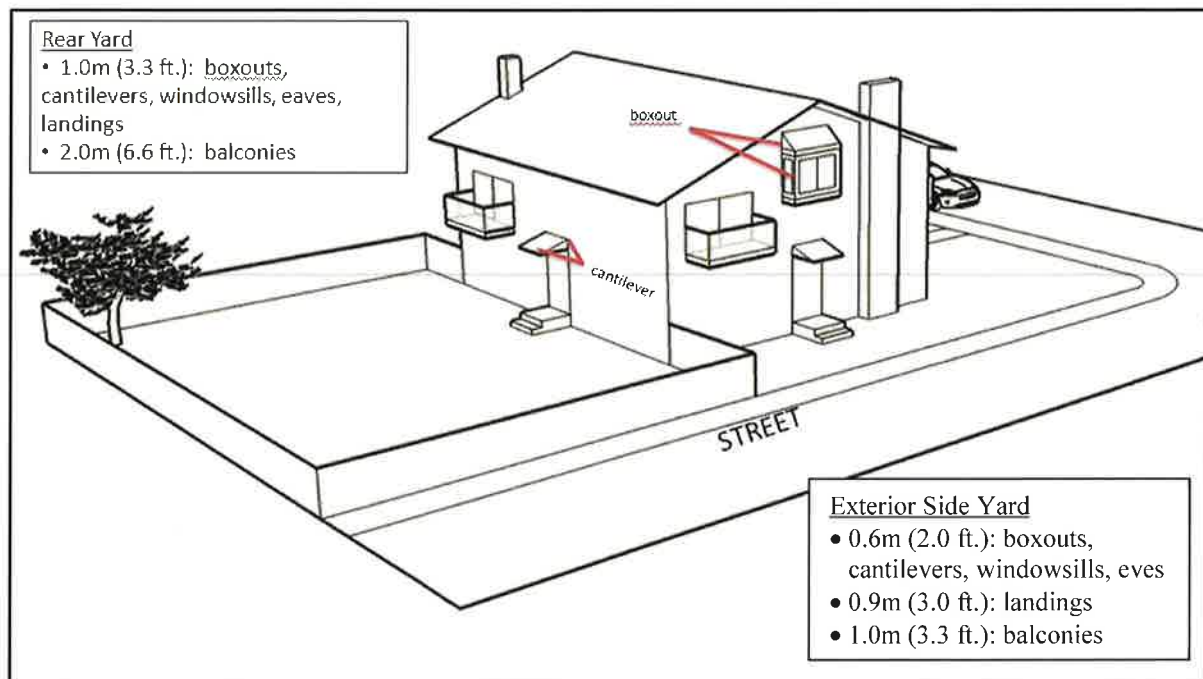 Rear Yard
• 1.0m (3.3 ft.): boxouts,
cantilevers, windowsills, eaves,
landings
• 2.0m (6.6 ft.): balconies
boxout
cantilever
STREET
Exterior Side Yard
• 0.6m (2.0 ft.): boxouts,
cantilevers, windowsills, eves
• 0.9m (3.0 ft.): landings
• 1.0m (3.3 ft.): balconies